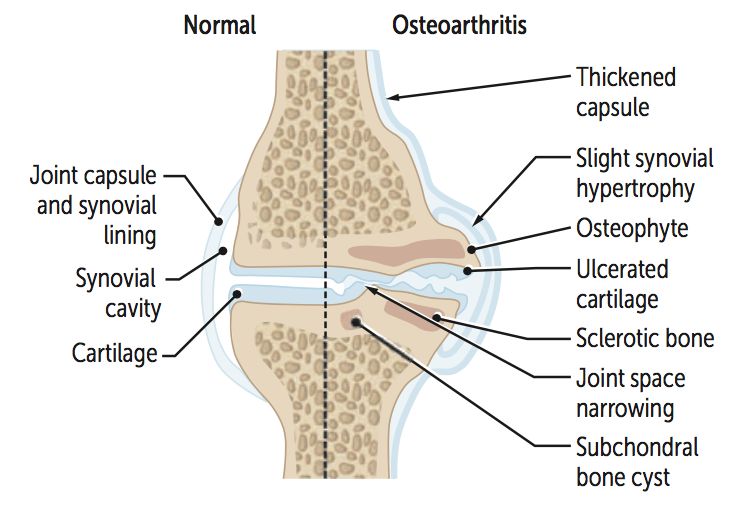 Normal
Osteoarthritis
Joint capsule
and synovial
lining
Synovial
cavity
Cartilage
Thickened
capsule
Slight synovial
hypertrophy
Osteophyte
Ulcerated
cartilage
Sclerotic bone
Joint space
narrowing
Subchondral
bone cyst